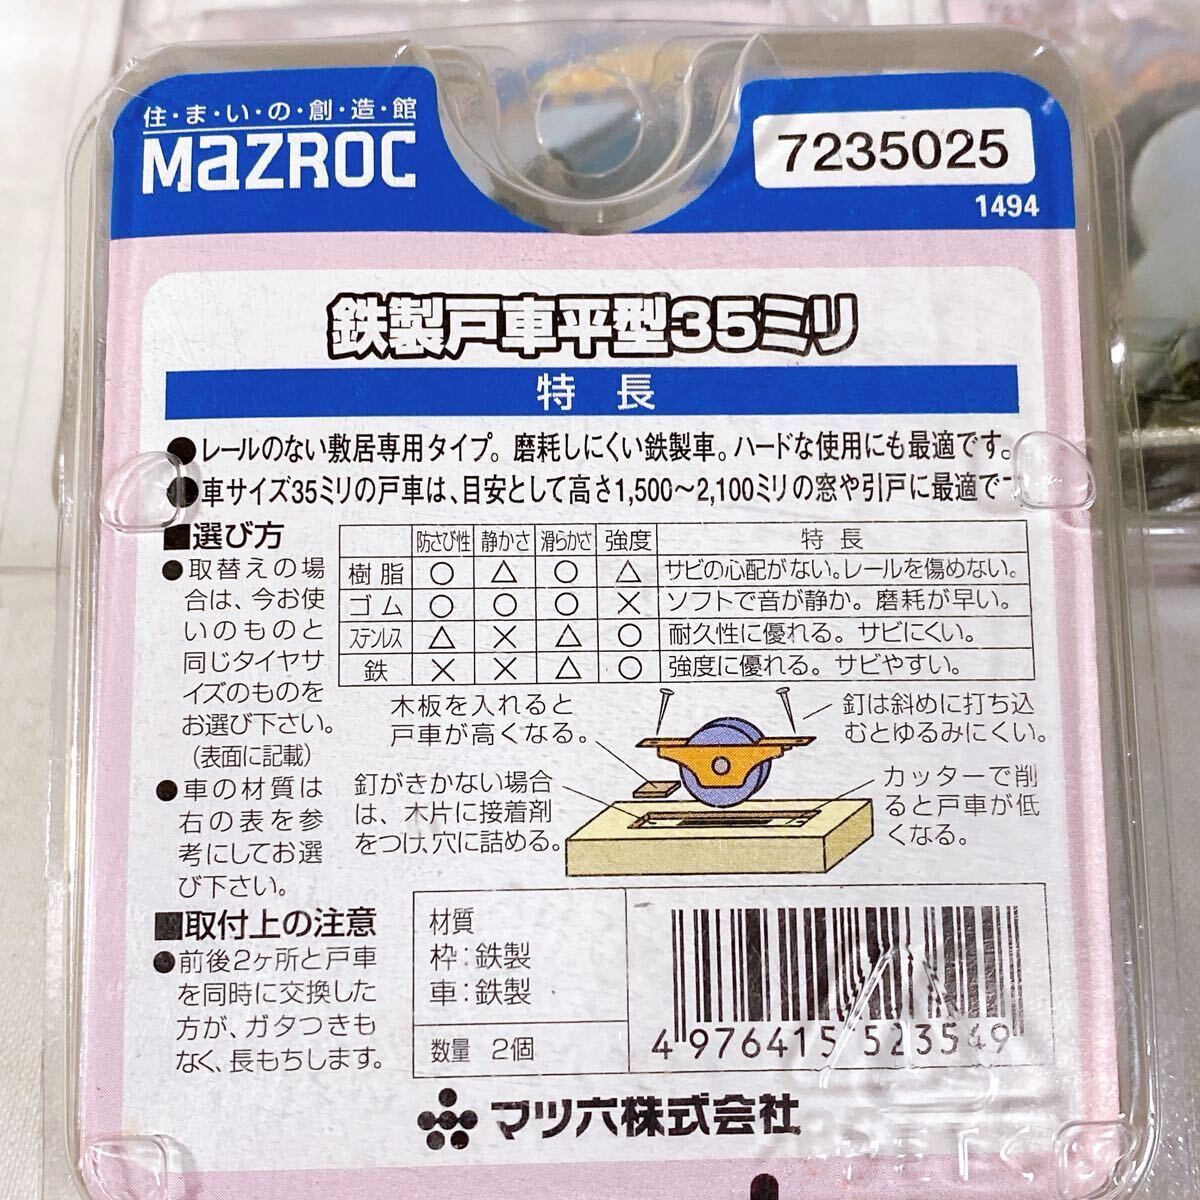 住・ま・い・の・創・造・館
MAZROC
7235025
1494
鉄製戸車平型35ミリ
特長
●レールのない敷居専用タイプ。磨耗しにくい鉄製車。ハードな使用にも最適です。
●車サイズ35ミリの戸車は、目安として高さ1,500〜2,100ミリの窓や引戸に最適で
■選び方
●取替えの場
合は、今お使
いのものと
同じタイヤサ
イズのものを
お選び下さい。
(表面に記載)
●車の材質は
右の表を参
考にしてお選
び下さい。
防さび性 静かさ 滑らかさ 強度 特長
樹脂 ○ △ ○ △ サビの心配がない。レールを傷めない。
ゴム ○ ○ ○ × ソフトで音が静か。磨耗が早い。
ステンレス △ × △ ○ 耐久性に優れる。サビにくい。
鉄 × × △ ○ 強度に優れる。サビやすい。
木板を入れると
戸車が高くなる。
釘は斜めに打ち込
むとゆるみにくい。
釘がきかない場合
は、木片に接着剤
をつけ、穴に詰める。
カッターで削
ると戸車が低
くなる。
■取付上の注意
●前後2ヶ所と戸車
を同時に交換した
方が、ガタつきも
なく、長もちします。
材質
枠:鉄製
車:鉄製
数量 2個
4 976415 523549
マツ六株式会社